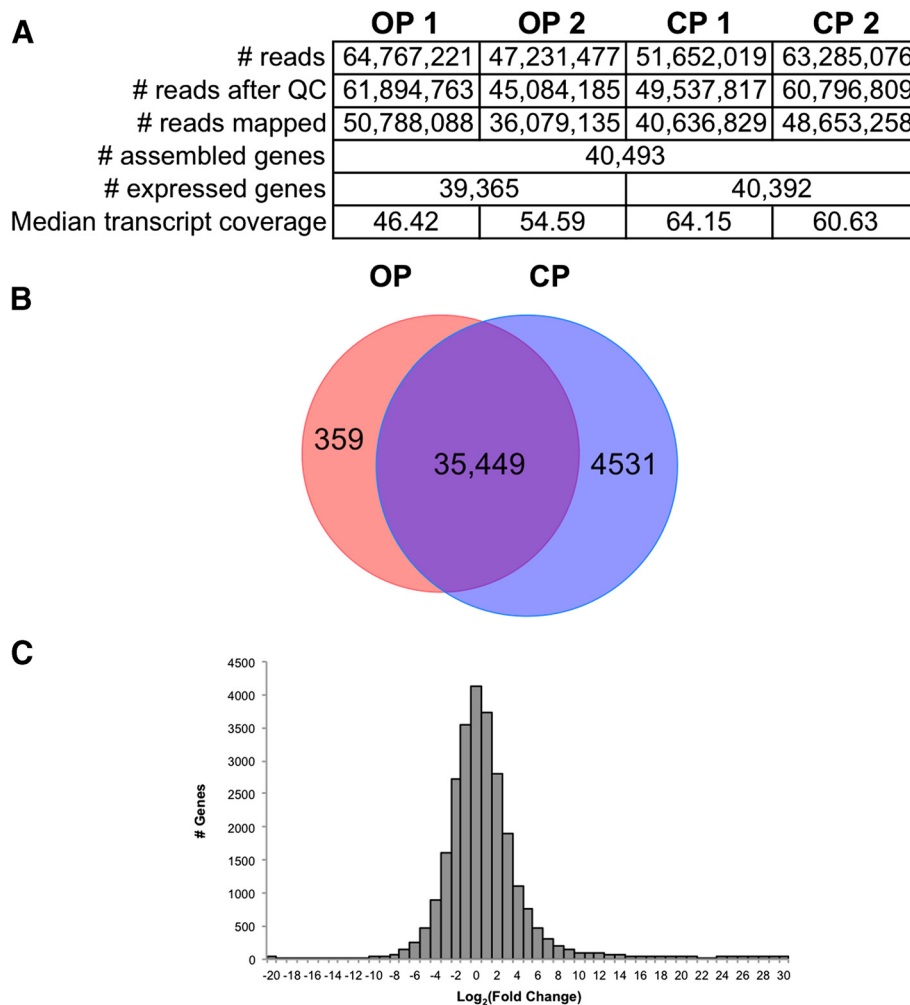 A
OP 1 OP 2 CP 1 CP 2
# reads 64,767,221 47,231,477 51,652,019 63,285,076
# reads after QC 61,894,763 45,084,185 49,537,817 60,796,809
# reads mapped 50,788,088 36,079,135 40,636,829 48,653,258
# assembled genes 40,493
# expressed genes 39,365 40,392
Median transcript coverage 46.42 54.59 64.15 60.63
B
OP CP
359 35,449 4531
C
4500
4000
3500
3000
2500
2000
1500
1000
500
0
# Genes
-20 -18 -16 -14 -12 -10 -8 -6 -4 -2 0 2 4 6 8 10 12 14 16 18 20 22 24 26 28 30
Log2(Fold Change)